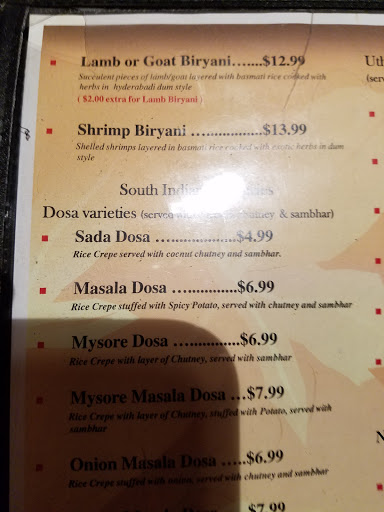 Lamb or Goat Biryani.......$12.99
Succulent pieces of lamb/goat layered with basmati rice cooked with
herbs in hyderabadi dum style
( $2.00 extra for Lamb Biryani )
Shrimp Biryani .................$13.99
Shelled shrimps layered in basmati rice cooked with exotic herbs in dum
style
South Indian
Dosa varieties (served chutney & sambhar)
Sada Dosa ....................$4.99
Rice Crepe served with cocnut chutney and sambhar.
Masala Dosa ................$6.99
Rice Crepe stuffed with Spicy Potato, served with chutney and sambhar
Mysore Dosa ................$6.99
Rice Crepe with layer of Chutney, served with sambhar
Mysore Masala Dosa ...$7.99
Rice Crepe with layer of Chutney, stuffed with Potato, served with
sambhar
Onion Masala Dosa .....$6.99
Rice Crepe stuffed with onion, served with chutney and sambhar
$7.99
Uth
(ser
N